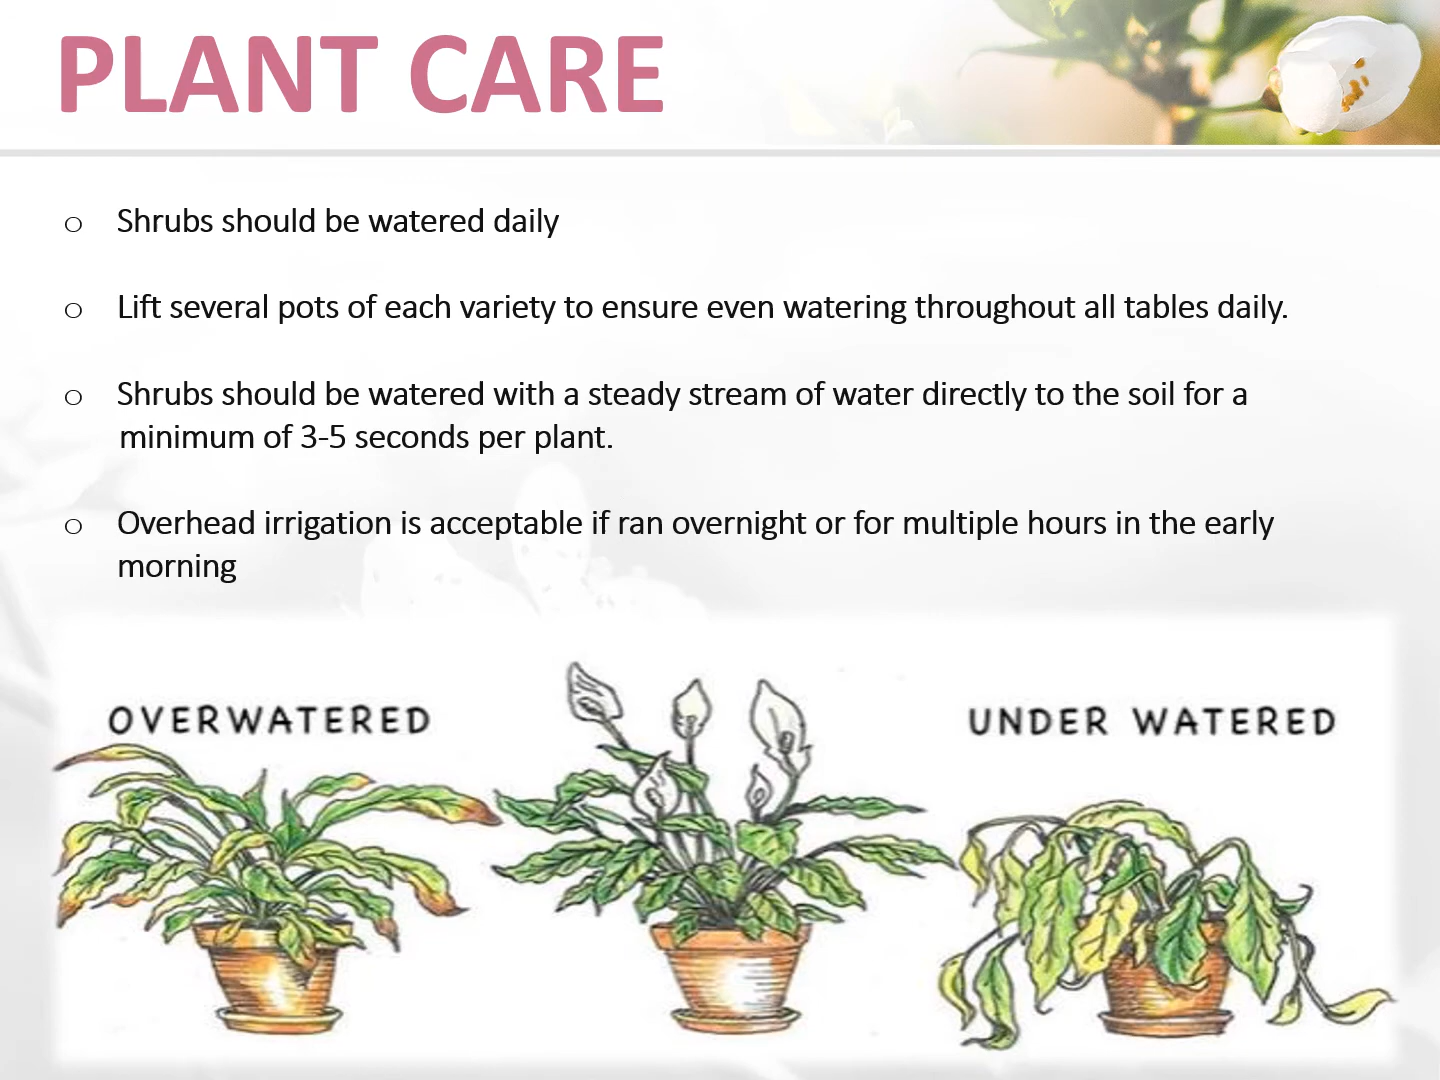 PLANT CARE
o Shrubs should be watered daily
o Lift several pots of each variety to ensure even watering throughout all tables daily.
o Shrubs should be watered with a steady stream of water directly to the soil for a
minimum of 3-5 seconds per plant.
o Overhead irrigation is acceptable if ran overnight or for multiple hours in the early
morning
OVERWATERED
UNDER WATERED